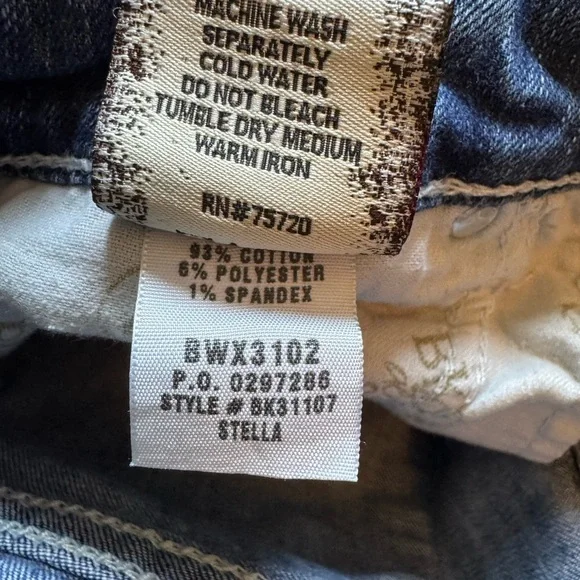 MACHINE WASH
SEPARATELY
COLD WATER
DO NOT BLEACH
TUMBLE DRY MEDIUM
WARM IRON
RN#75720
93% COTTON
6% POLYESTER
1% SPANDEX
BWX3102
P.O. 0297286
STYLE # BK31107
STELLA